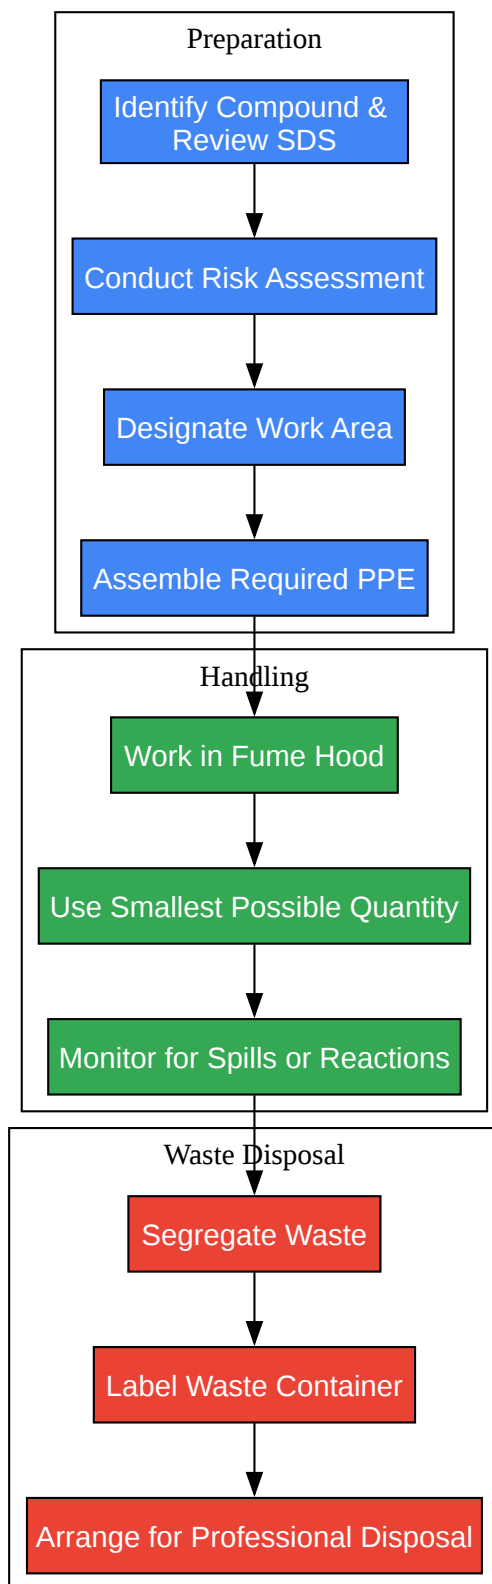 Preparation
Identify Compound &
Review SDS
Conduct Risk Assessment
Designate Work Area
Assemble Required PPE
Handling
Work in Fume Hood
Use Smallest Possible Quantity
Monitor for Spills or Reactions
Waste Disposal
Segregate Waste
Label Waste Container
Arrange for Professional Disposal